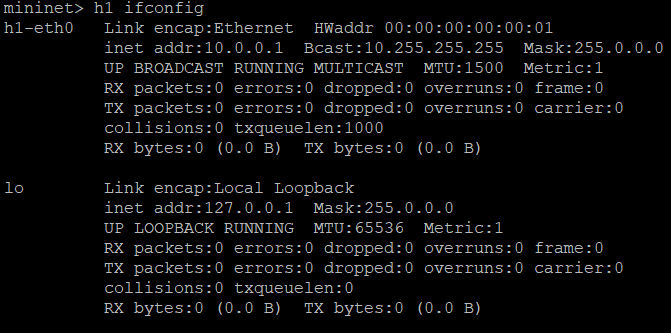 mininet> h1 ifconfig
h1-eth0   Link encap:Ethernet  HWaddr 00:00:00:00:00:01
          inet addr:10.0.0.1  Bcast:10.255.255.255  Mask:255.0.0.0
          UP BROADCAST RUNNING MULTICAST  MTU:1500  Metric:1
          RX packets:0 errors:0 dropped:0 overruns:0 frame:0
          TX packets:0 errors:0 dropped:0 overruns:0 carrier:0
          collisions:0 txqueuelen:1000
          RX bytes:0 (0.0 B)  TX bytes:0 (0.0 B)

lo        Link encap:Local Loopback
          inet addr:127.0.0.1  Mask:255.0.0.0
          UP LOOPBACK RUNNING  MTU:65536  Metric:1
          RX packets:0 errors:0 dropped:0 overruns:0 frame:0
          TX packets:0 errors:0 dropped:0 overruns:0 carrier:0
          collisions:0 txqueuelen:0
          RX bytes:0 (0.0 B)  TX bytes:0 (0.0 B)